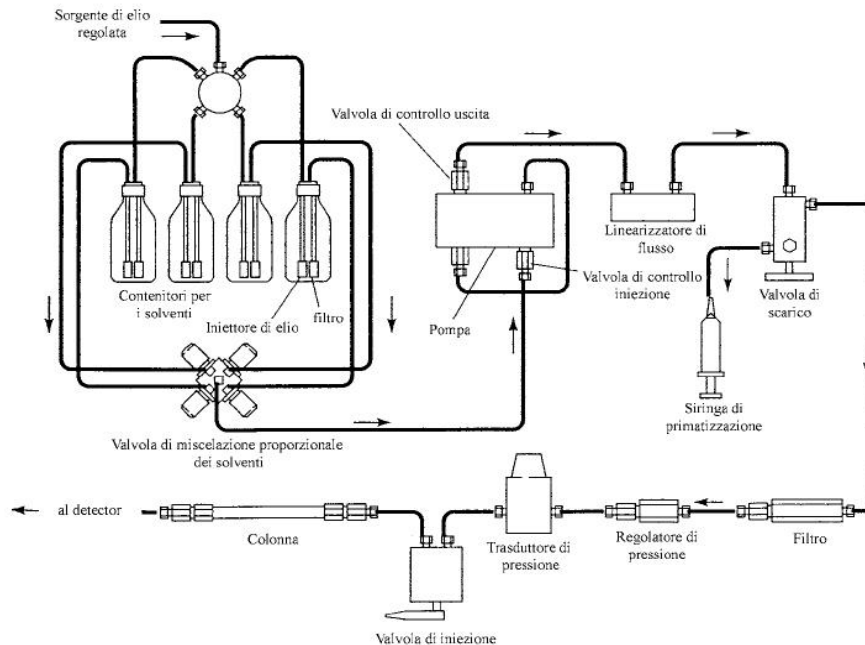 Sorgente di elio
regolata
Valvola di controllo uscita
Linearizzatore di
flusso
Contenitori per
i solventi
Iniettore di elio
filtro
Valvola di controllo
iniezione
Pompa
Valvola di
scarico
Siringa di
primatizzazione
Valvola di miscelazione proporzionale
dei solventi
al detector
Colonna
Trasduttore di
pressione
Regolatore di
pressione
Filtro
Valvola di iniezione